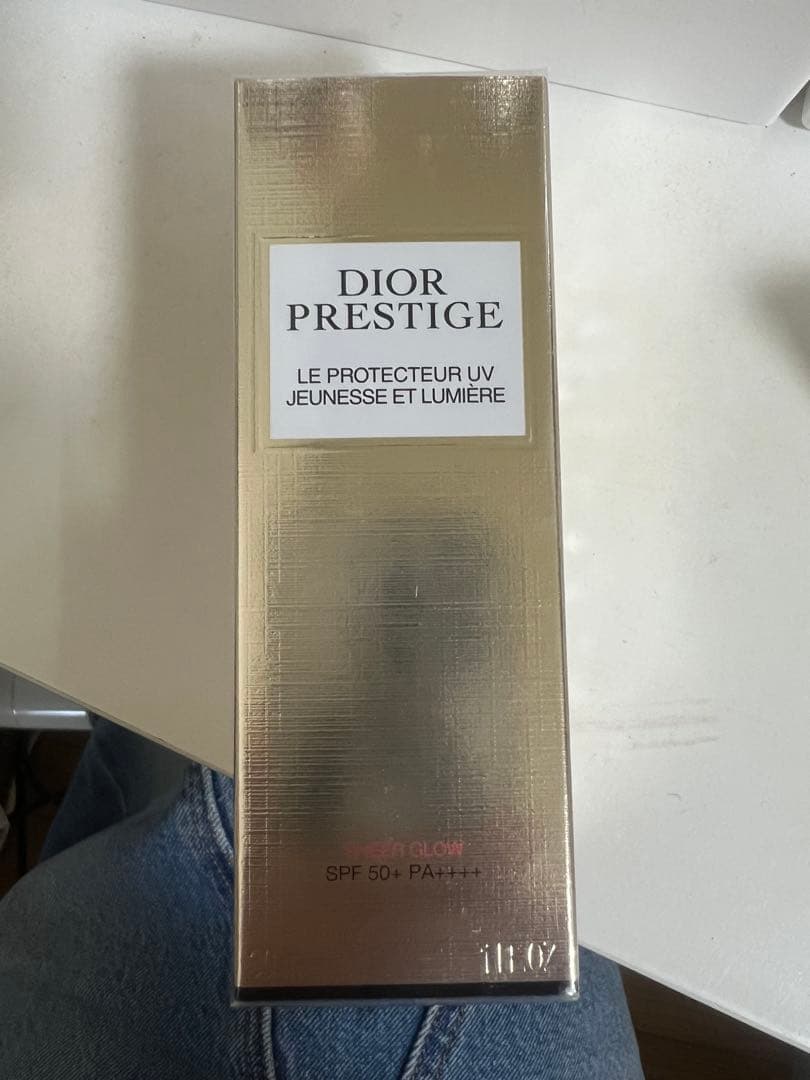 DIOR
PRESTIGE
LE PROTECTEUR UV
JEUNESSE ET LUMIÈRE
SHEER GLOW
SPF 50+ PA++++